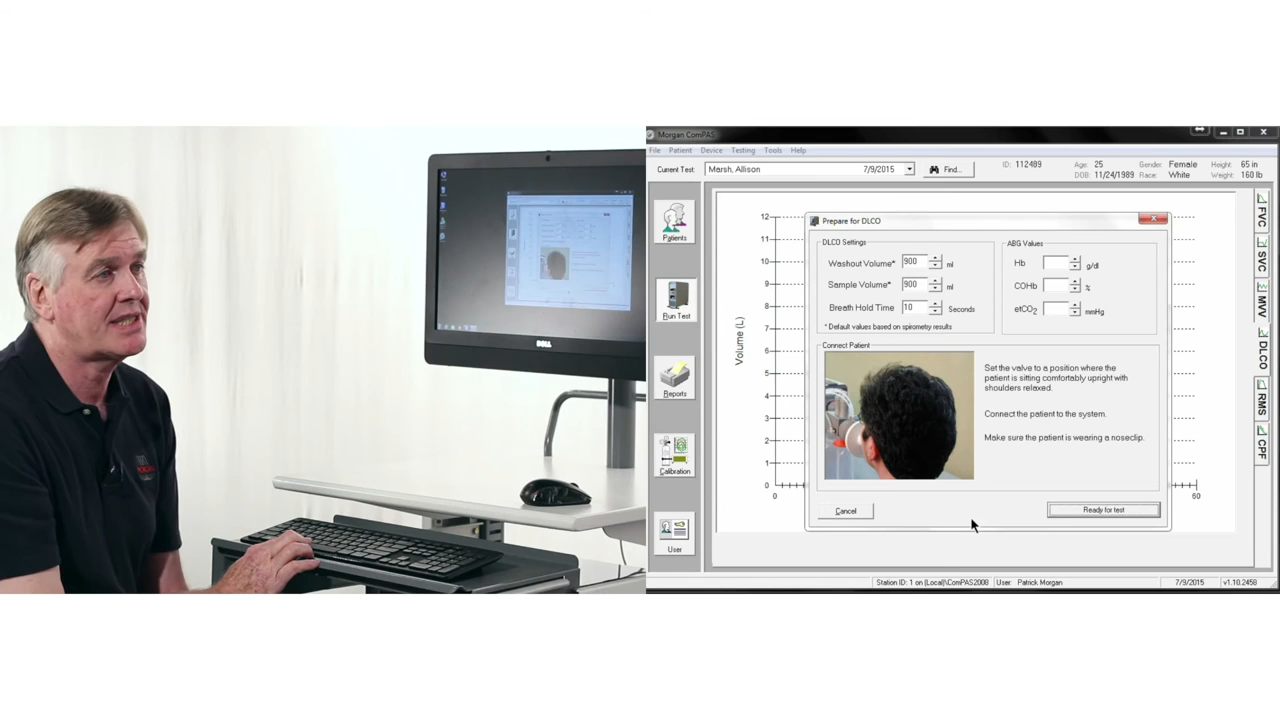 DELL
Morgan ComPAS
File Patient Device Testing Tools Help
Current Test: Marsh, Allison 7/9/2015 Find... ID: 112489 Age: 25 Gender: Female Height: 65 in
DOB: 11/24/1989 Race: White Weight: 160 lb
Patients
Run Test
Reports
Calibration
User
Volume (L)
12
11
10
9
8
7
6
5
4
3
2
1
0
0
60
Prepare for DLCO
DLCO Settings
Washout Volume* 900 ml
Sample Volume* 900 ml
Breath Hold Time 10 Seconds
* Default values based on spirometry results
ABG Values
Hb g/dl
COHb %
etCO2 mmHg
Connect Patient
Set the valve to a position where the
patient is sitting comfortably upright with
shoulders relaxed.
Connect the patient to the system.
Make sure the patient is wearing a noseclip.
Cancel
Ready for test
FVC
SVC
MVV
DLCO
RMS
CPF
Station ID: 1 on (Local)\ComPAS2008 User: Patrick Morgan 7/9/2015 v1.10.2458